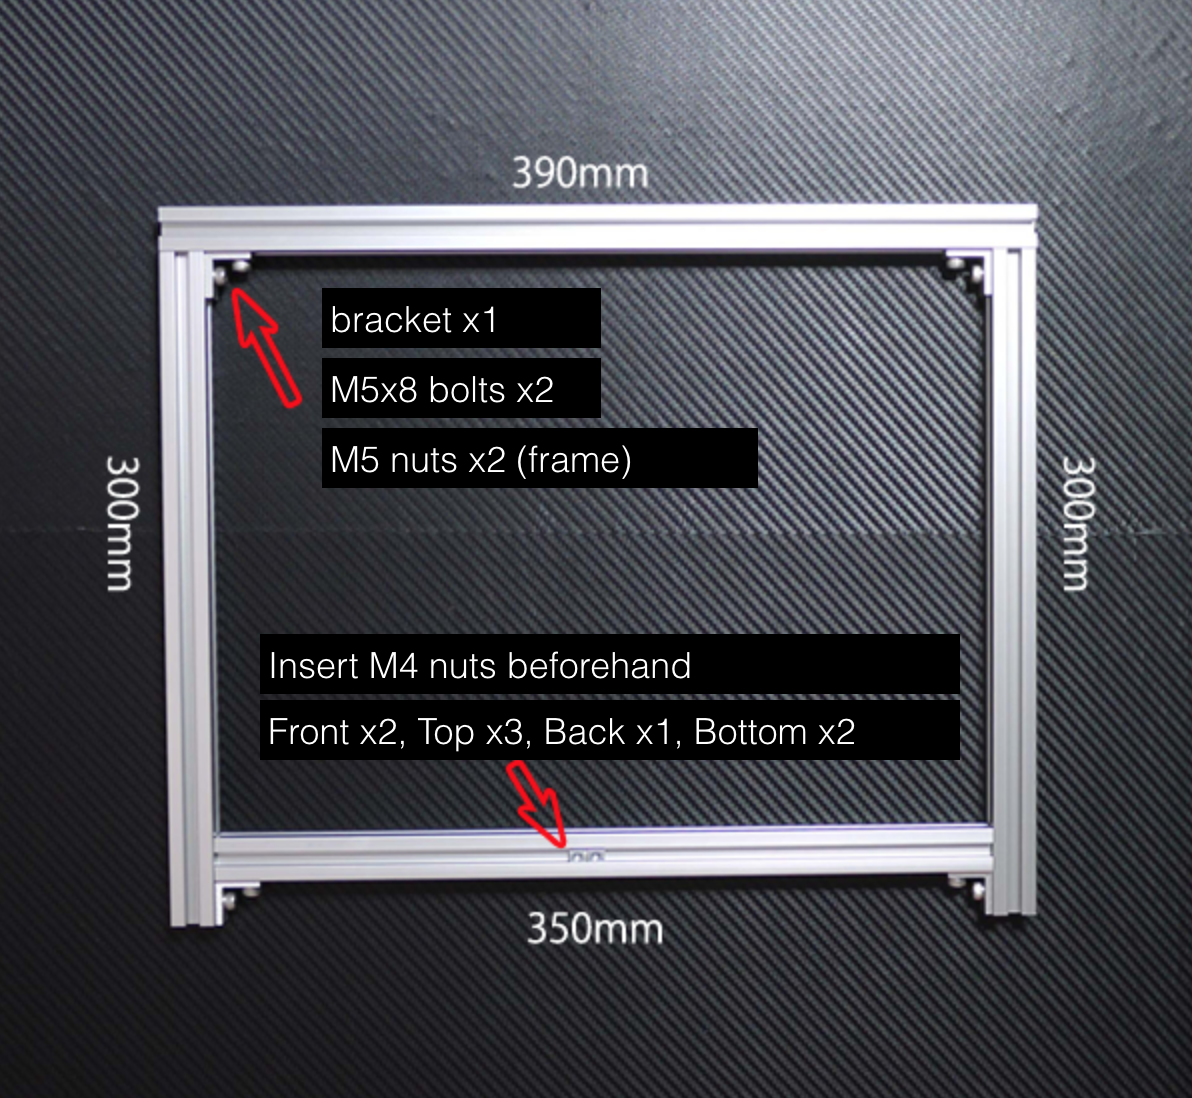 390mm
bracket x1
M5x8 bolts x2
M5 nuts x2 (frame)
300mm
300mm
Insert M4 nuts beforehand
Front x2, Top x3, Back x1, Bottom x2
350mm